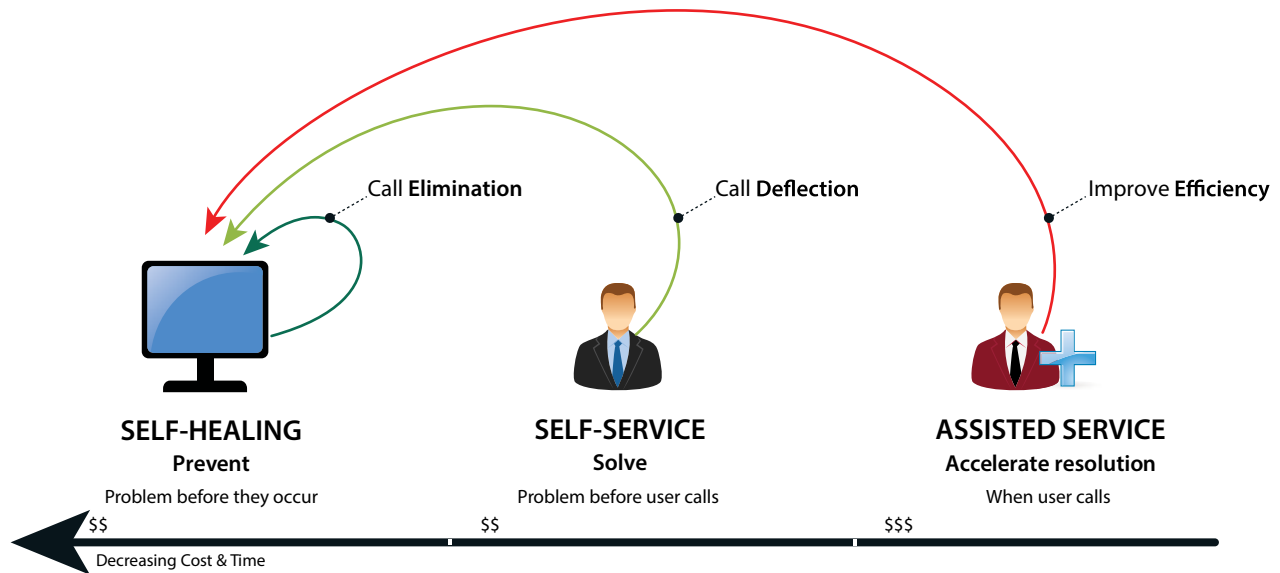 Call Elimination
Call Deflection
Improve Efficiency
SELF-HEALING
Prevent
Problem before they occur
SELF-SERVICE
Solve
Problem before user calls
ASSISTED SERVICE
Accelerate resolution
When user calls
$$
$$
$$$
Decreasing Cost & Time